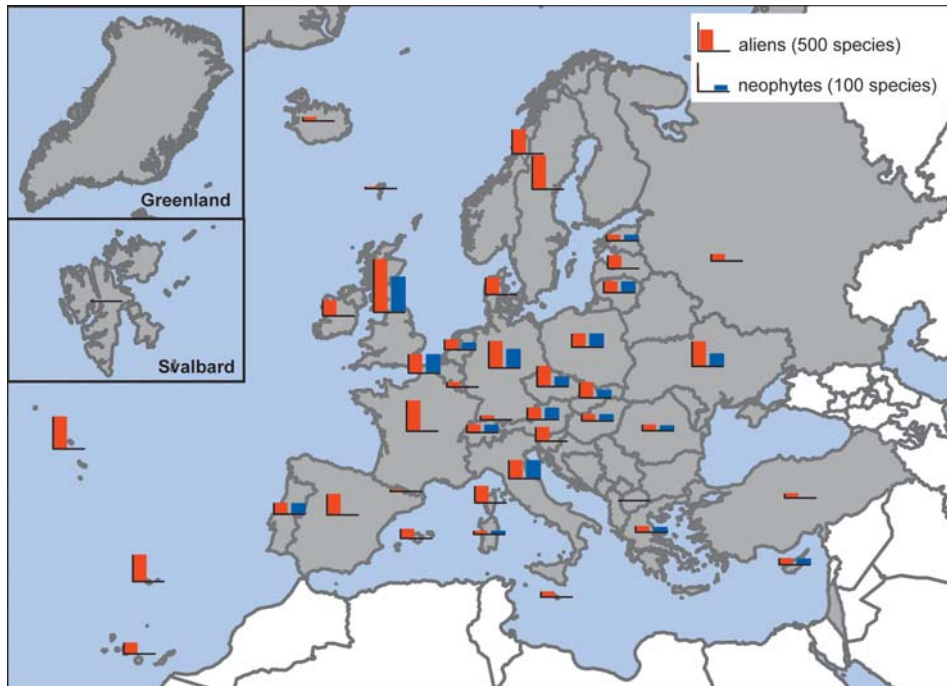 aliens (500 species)
neophytes (100 species)
Greenland
Svalbard